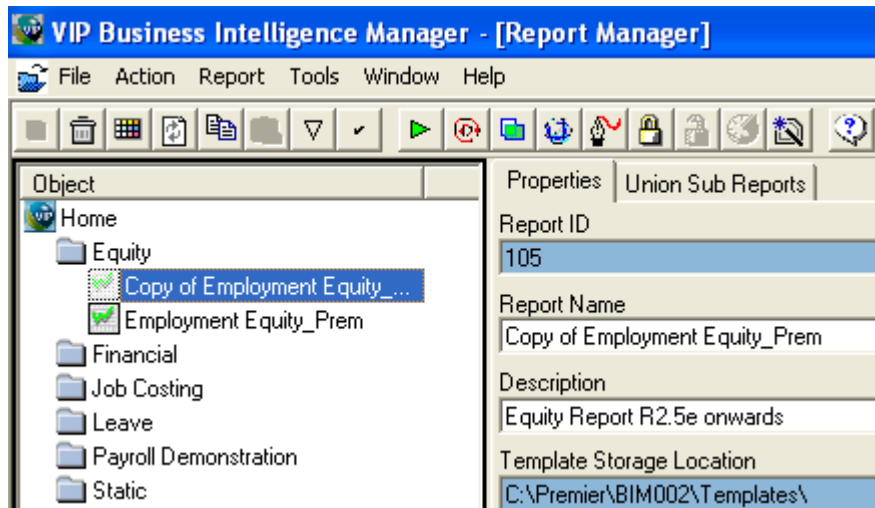 VIP Business Intelligence Manager - [Report Manager]
File Action Report Tools Window Help
Object
Home
Equity
Copy of Employment Equity_...
Employment Equity_Prem
Financial
Job Costing
Leave
Payroll Demonstration
Static
Properties Union Sub Reports
Report ID
105
Report Name
Copy of Employment Equity_Prem
Description
Equity Report R2.5e onwards
Template Storage Location
C:\Premier\BIM002\Templates\